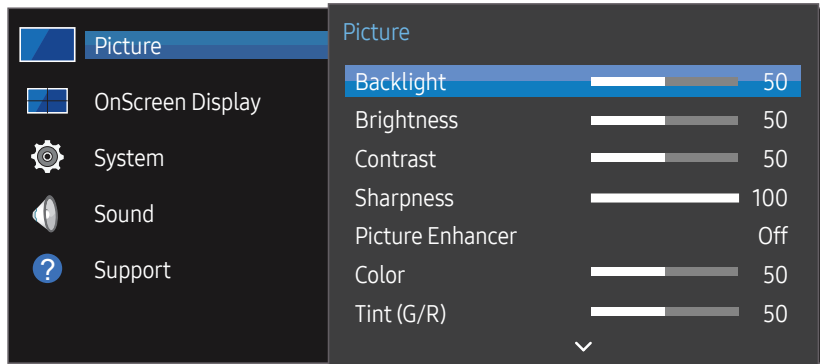 Picture
OnScreen Display
System
Sound
?
Support
Picture
Backlight 50
Brightness 50
Contrast 50
Sharpness 100
Picture Enhancer Off
Color 50
Tint (G/R) 50